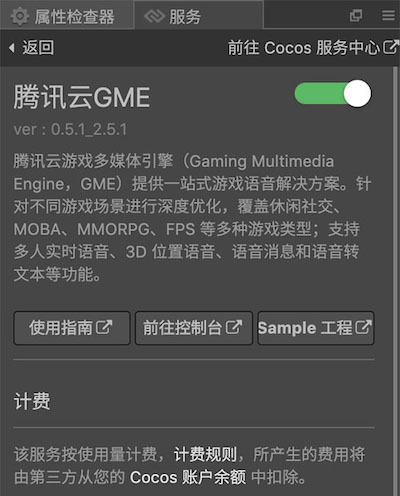 属性检查器 服务
返回 前往 Cocos 服务中心
腾讯云GME
ver : 0.5.1_2.5.1
腾讯云游戏多媒体引擎（Gaming Multimedia
Engine，GME）提供一站式游戏语音解决方案。针
对不同游戏场景进行深度优化，覆盖休闲社交、
MOBA、MMORPG、FPS 等多种游戏类型；支持
多人实时语音、3D 位置语音、语音消息和语音转
文本等功能。
使用指南 前往控制台 Sample 工程
计费
该服务按使用量计费，计费规则，所产生的费用将
由第三方从您的 Cocos 账户余额 中扣除。